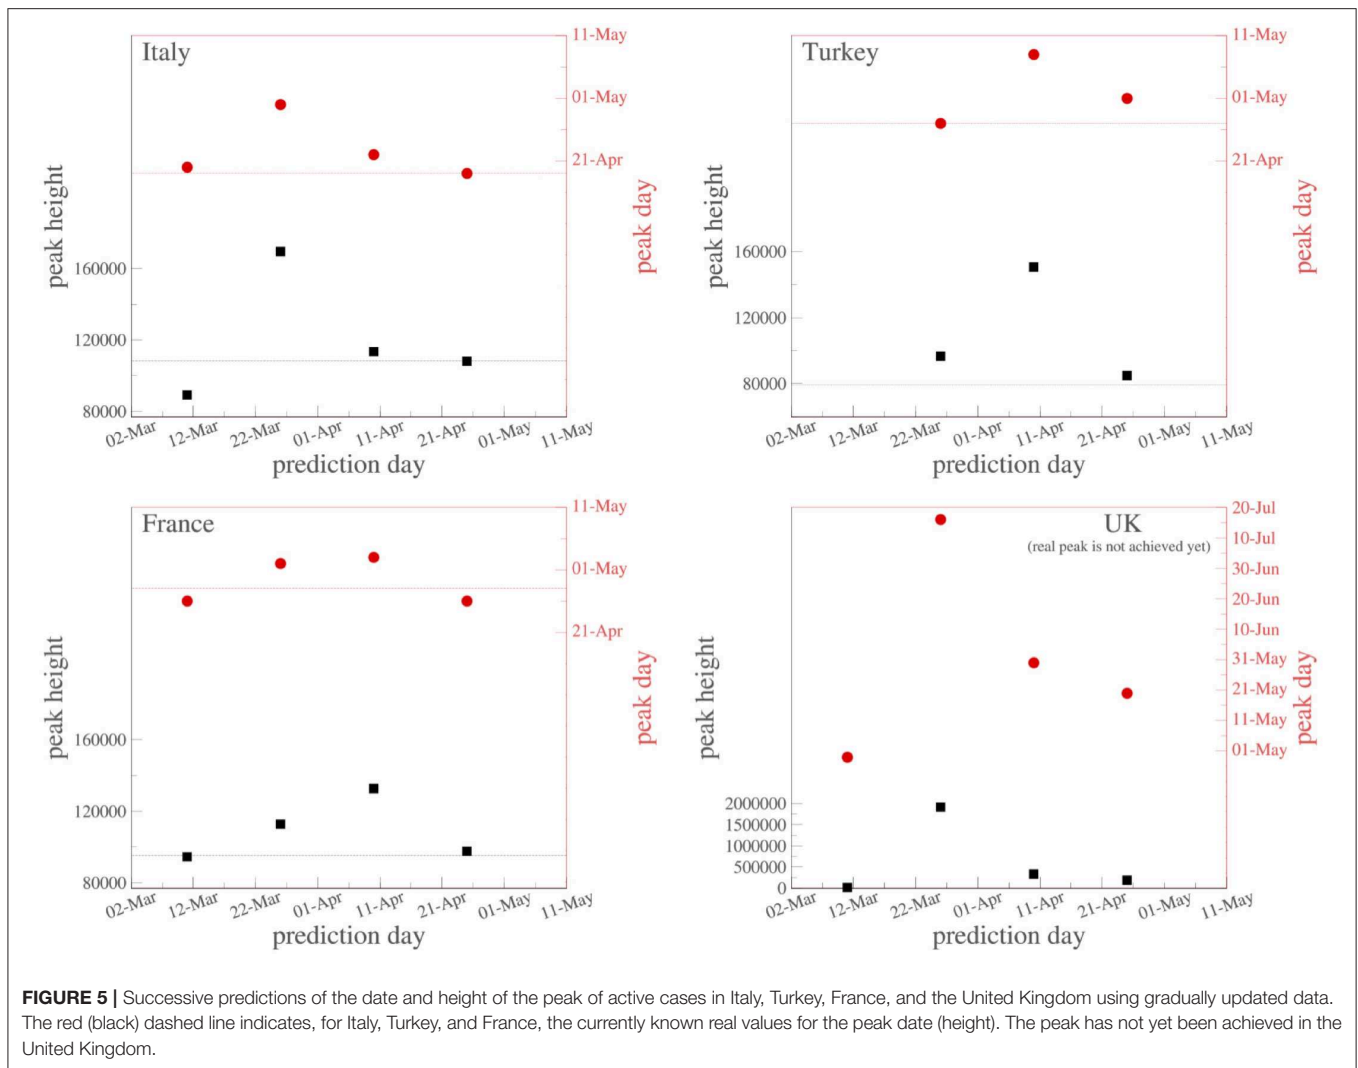 Italy
peak height
160000
120000
80000
02-Mar
12-Mar
22-Mar
01-Apr
11-Apr
21-Apr
01-May
11-May
prediction day
11-May
01-May
21-Apr
peak day
Turkey
peak height
160000
120000
80000
02-Mar
12-Mar
22-Mar
01-Apr
11-Apr
21-Apr
01-May
11-May
prediction day
11-May
01-May
21-Apr
peak day
France
peak height
160000
120000
80000
02-Mar
12-Mar
22-Mar
01-Apr
11-Apr
21-Apr
01-May
11-May
prediction day
11-May
01-May
21-Apr
peak day
UK
(real peak is not achieved yet)
peak height
2000000
1500000
1000000
500000
0
02-Mar
12-Mar
22-Mar
01-Apr
11-Apr
21-Apr
01-May
11-May
prediction day
20-Jul
10-Jul
30-Jun
20-Jun
10-Jun
31-May
21-May
11-May
01-May
peak day
FIGURE 5 | Successive predictions of the date and height of the peak of active cases in Italy, Turkey, France, and the United Kingdom using gradually updated data.
The red (black) dashed line indicates, for Italy, Turkey, and France, the currently known real values for the peak date (height). The peak has not yet been achieved in the
United Kingdom.